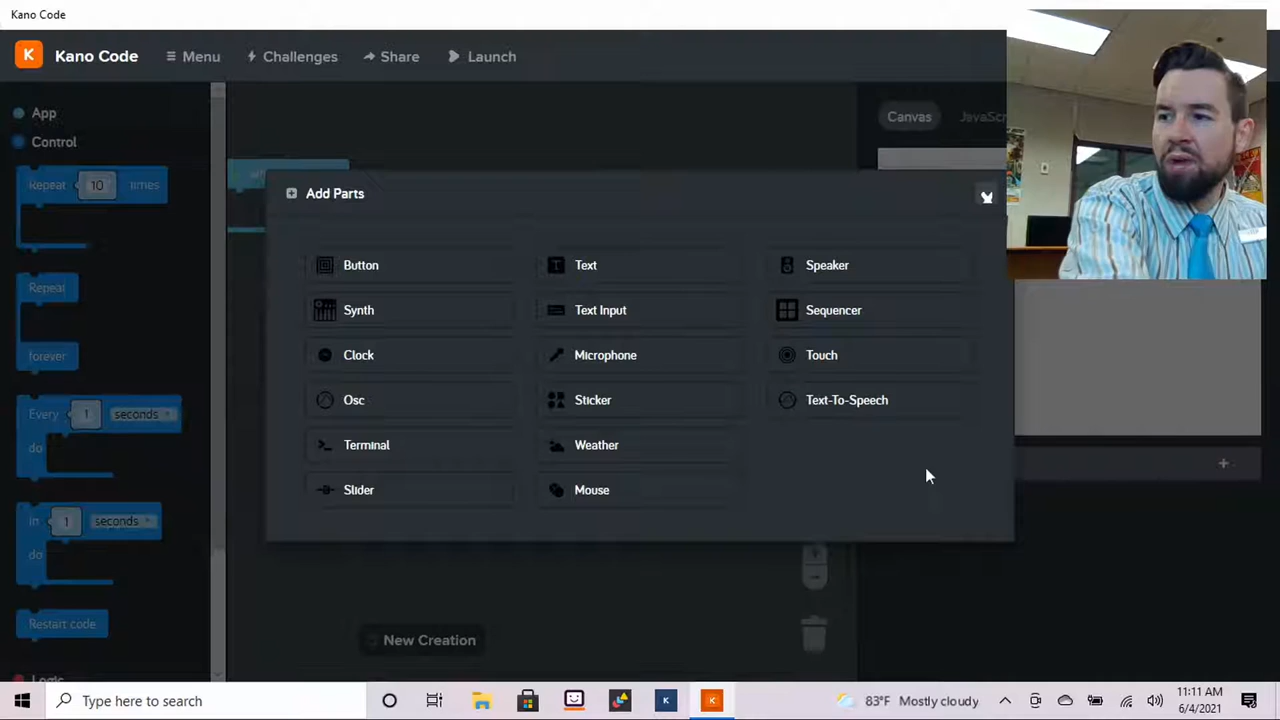 Kano Code
K
Kano Code
Menu
Challenges
Share
Launch
App
Control
Repeat 10 times
Repeat
forever
Every 1 seconds
do
In 1 seconds
do
Restart code
Logic
Canvas
Add Parts
Button
Text
Speaker
Synth
Text Input
Sequencer
Clock
Microphone
Touch
Osc
Sticker
Text-To-Speech
Terminal
Weather
Slider
Mouse
New Creation
Type here to search
K
K
83°F Mostly cloudy
11:11 AM
6/4/2021